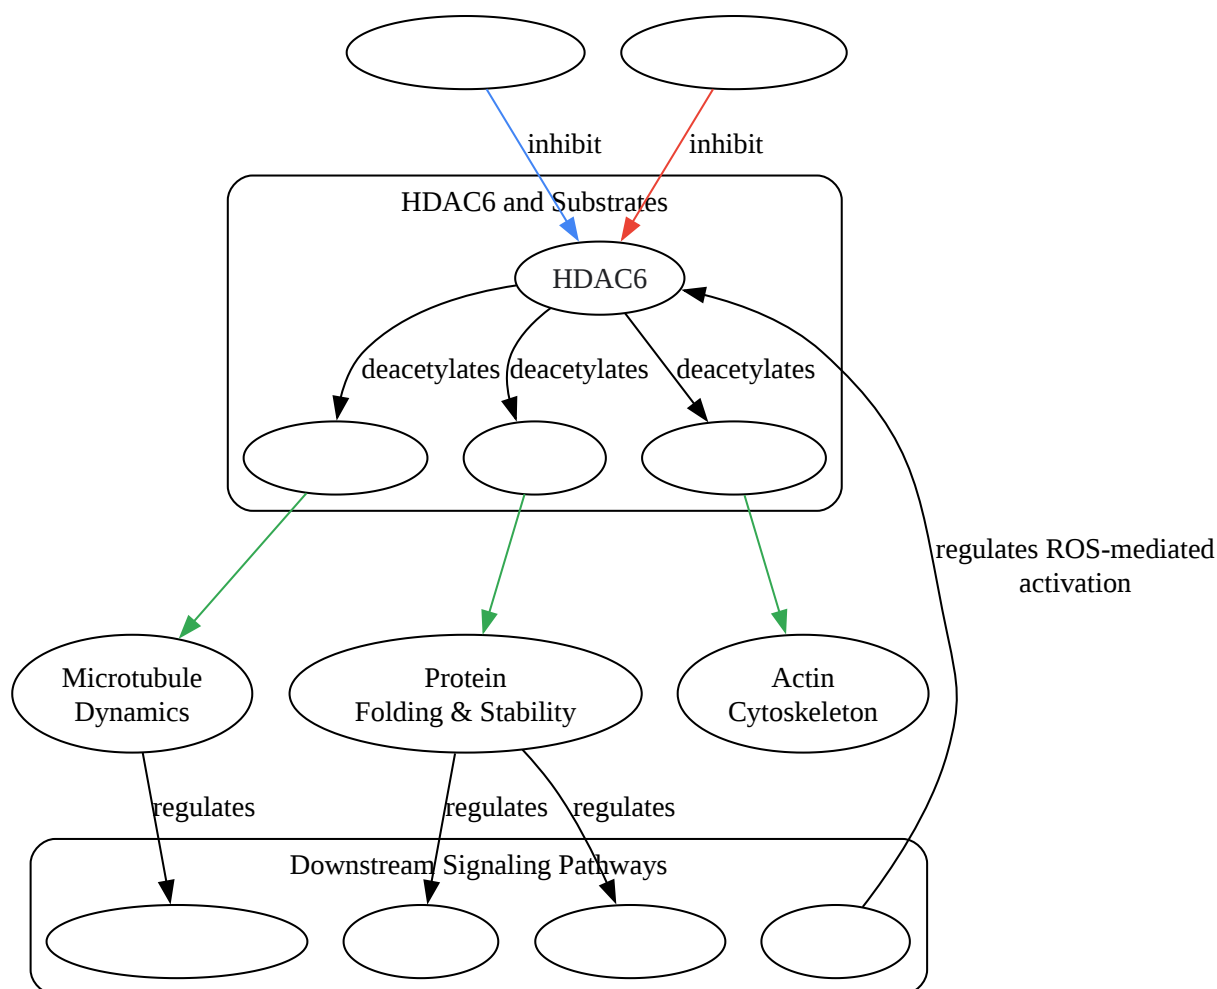 inhibit
inhibit
HDAC6 and Substrates
HDAC6
deacetylates
deacetylates
deacetylates
regulates ROS-mediated
activation
Microtubule
Dynamics
Protein
Folding & Stability
Actin
Cytoskeleton
regulates
regulates
regulates
Downstream Signaling Pathways